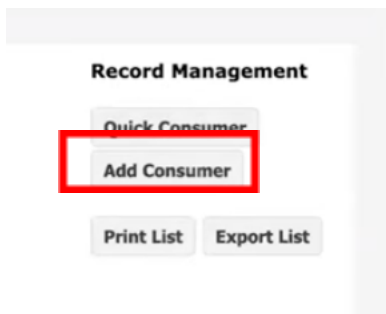 Record Management
Quick Consumer
Add Consumer
Print List Export List